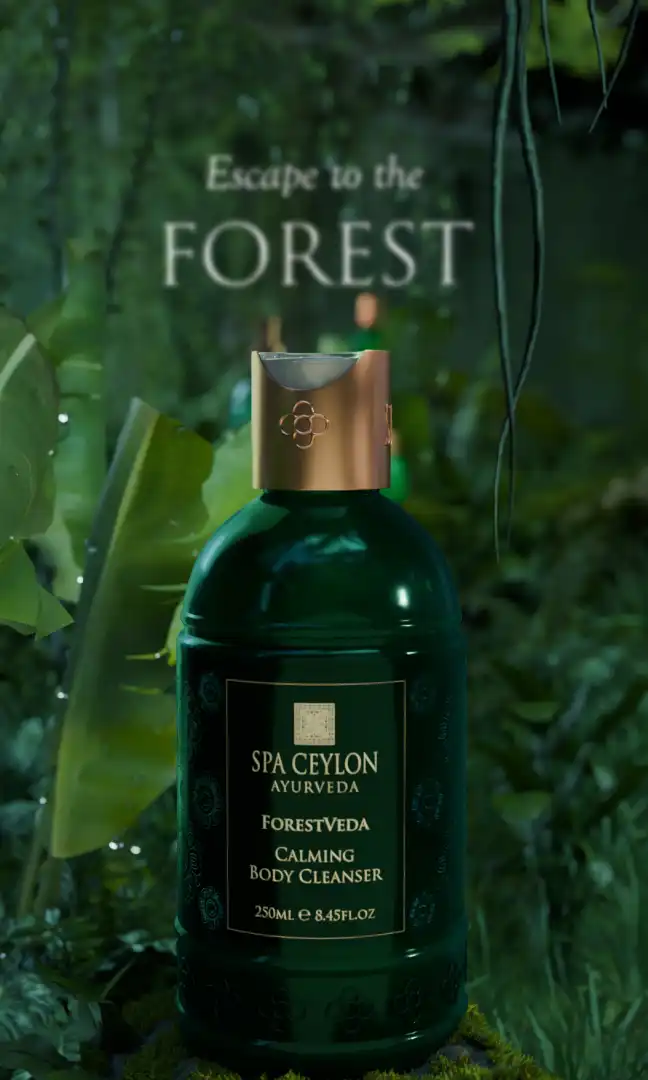 Escape to the
FOREST
SPA CEYLON
AYURVEDA
FORESTVEDA
CALMING
BODY CLEANSER
250ML ℮ 8.45FL.OZ